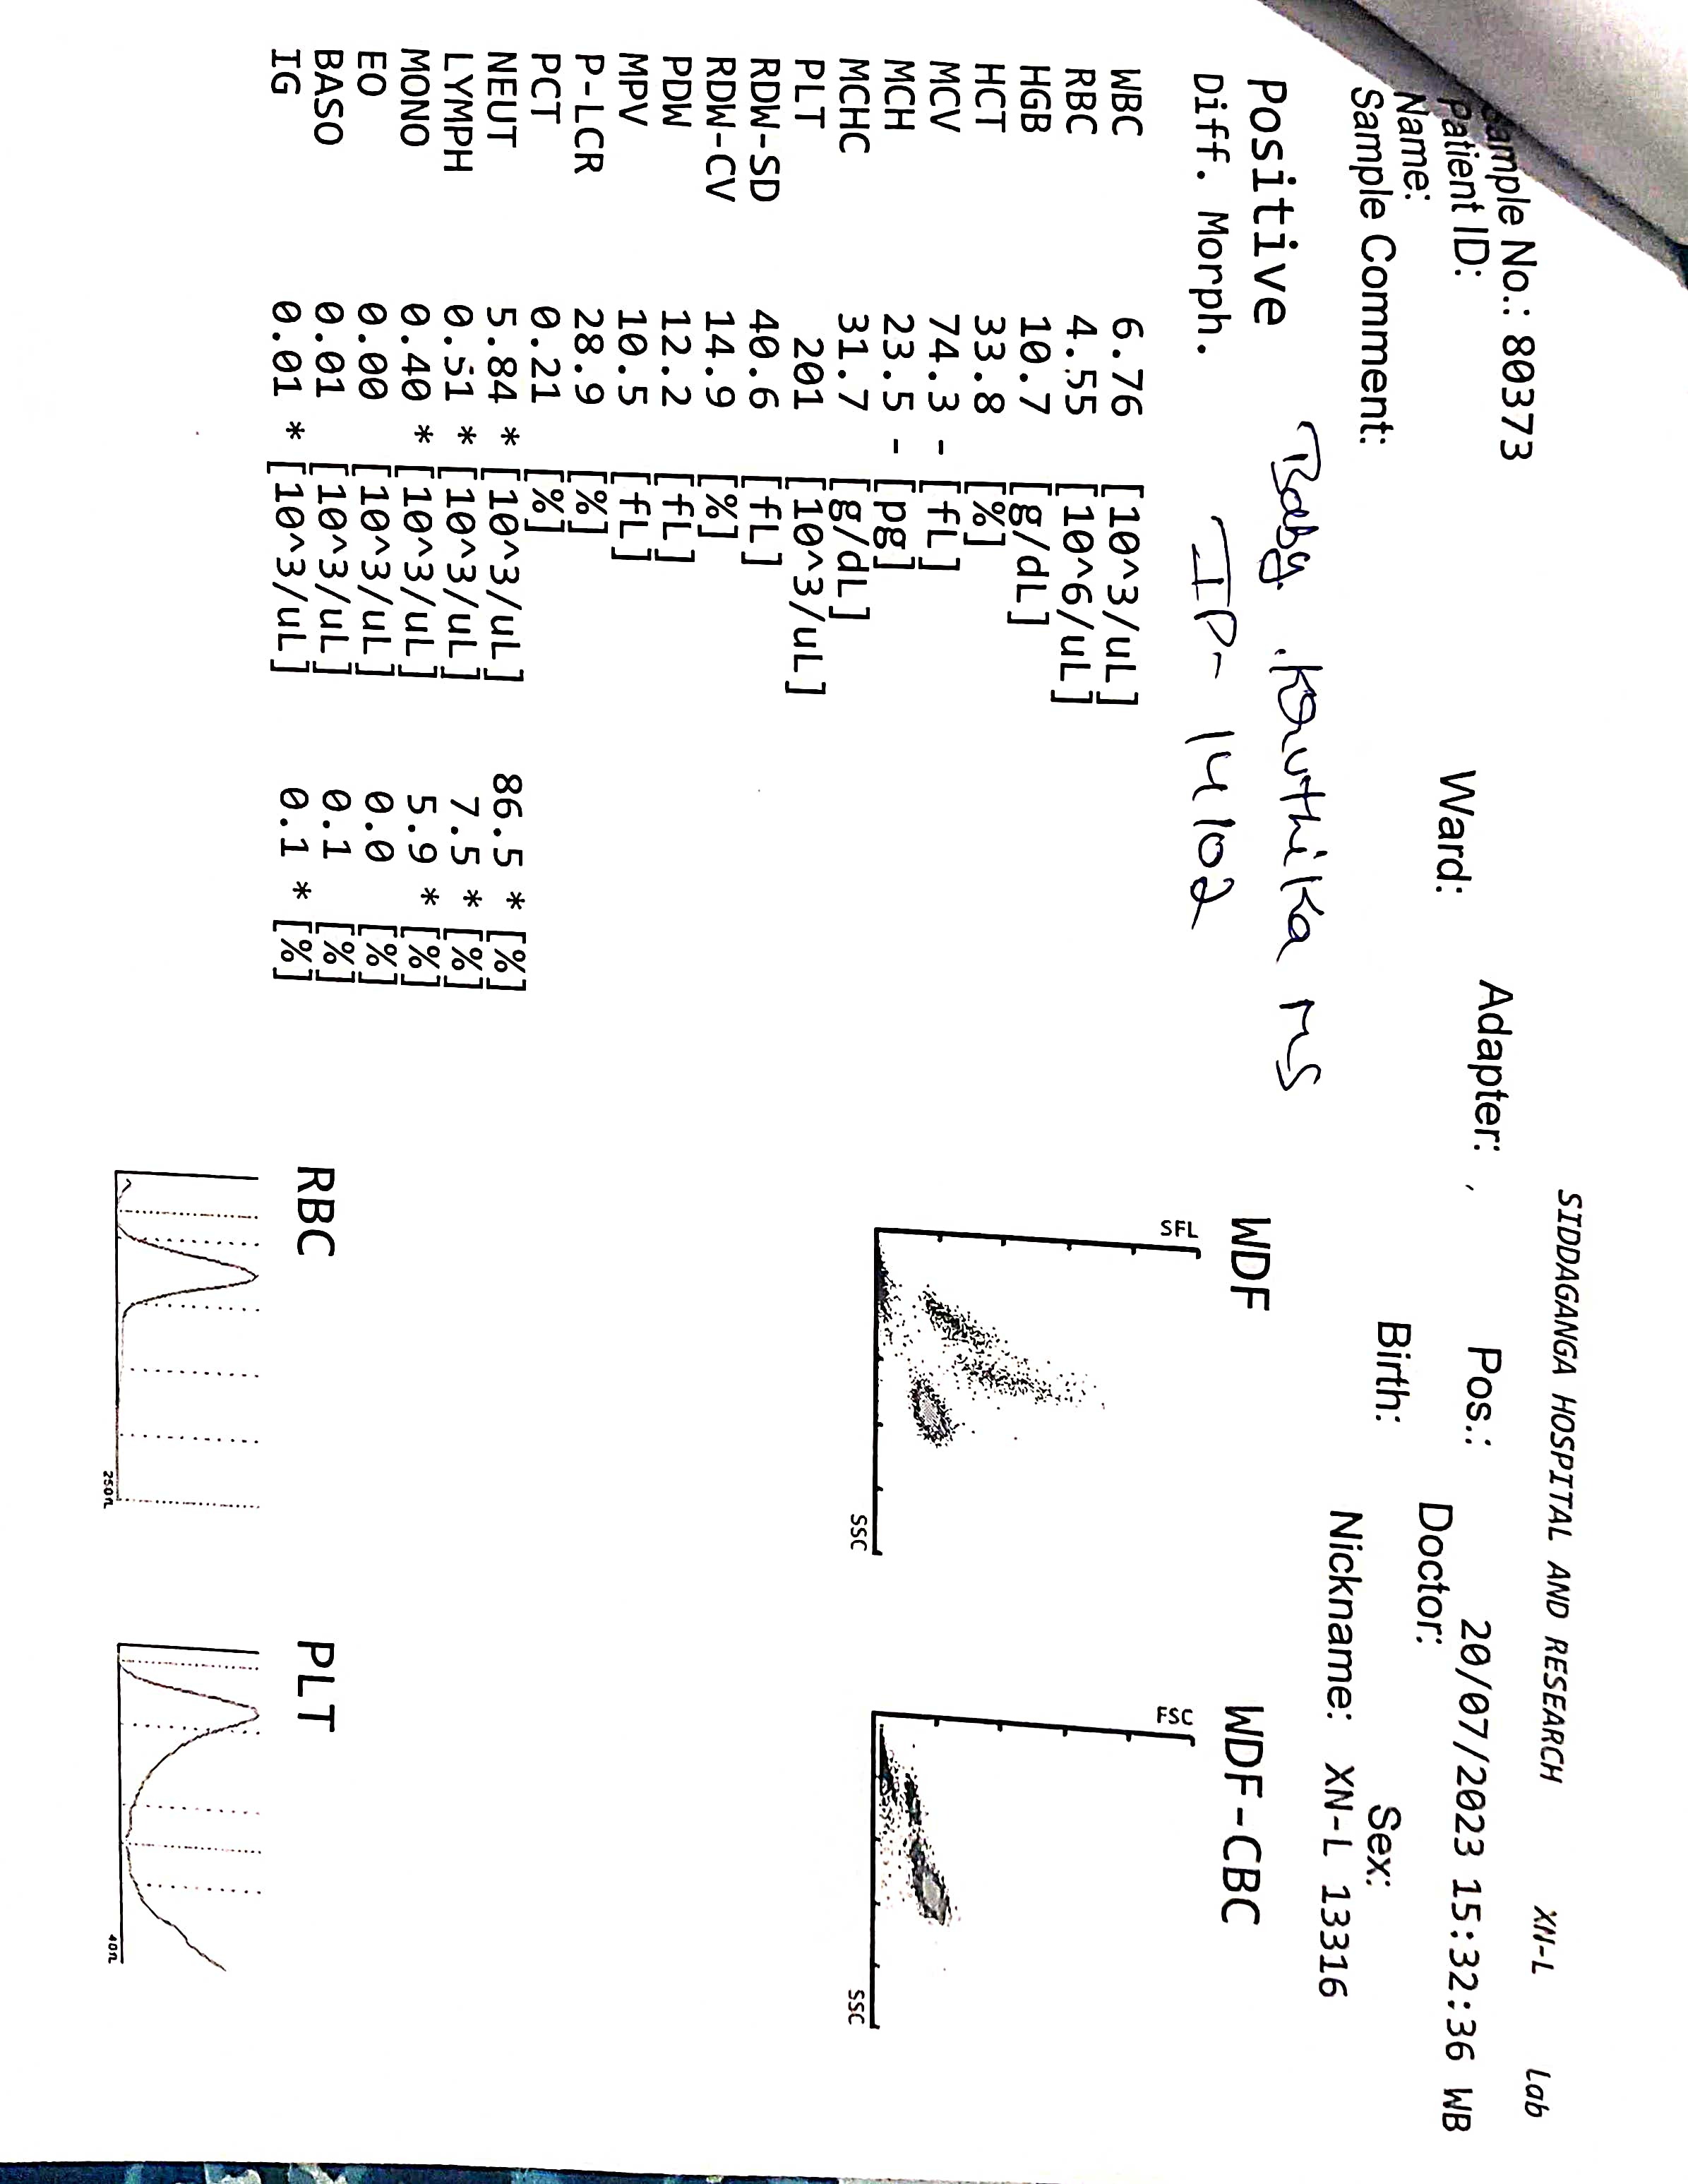 SIDDAGANGA HOSPITAL AND RESEARCH XN-L Lab
Sample No.: 80373 Adapter: , Pos.: 20/07/2023 15:32:36 WB
Patient ID: Ward: Doctor:
Name: Birth: Sex:
Sample Comment: Nickname: XN-L 13316
Positive Baby. MS
Diff. Morph. IP- 14102
WBC 6.76 [10^3/uL]
RBC 4.55 [10^6/uL]
HGB 10.7 [g/dL]
HCT 33.8 [%]
MCV 74.3 - [fL]
MCH 23.5 - [pg]
MCHC 31.7 [g/dL]
PLT 201 [10^3/uL]
RDW-SD 40.6 [fL]
RDW-CV 14.9 [%]
PDW 12.2 [fL]
MPV 10.5 [fL]
P-LCR 28.9 [%]
PCT 0.21 [%]
NEUT 5.84 * [10^3/uL] 86.5 * [%]
LYMPH 0.51 * [10^3/uL] 7.5 * [%]
MONO 0.40 * [10^3/uL] 5.9 * [%]
EO 0.00 [10^3/uL] 0.0 [%]
BASO 0.01 [10^3/uL] 0.1 [%]
IG 0.01 * [10^3/uL] 0.1 * [%]
WDF
SFL
SSC
WDF-CBC
FSC
SSC
RBC
250fL
PLT
40fL